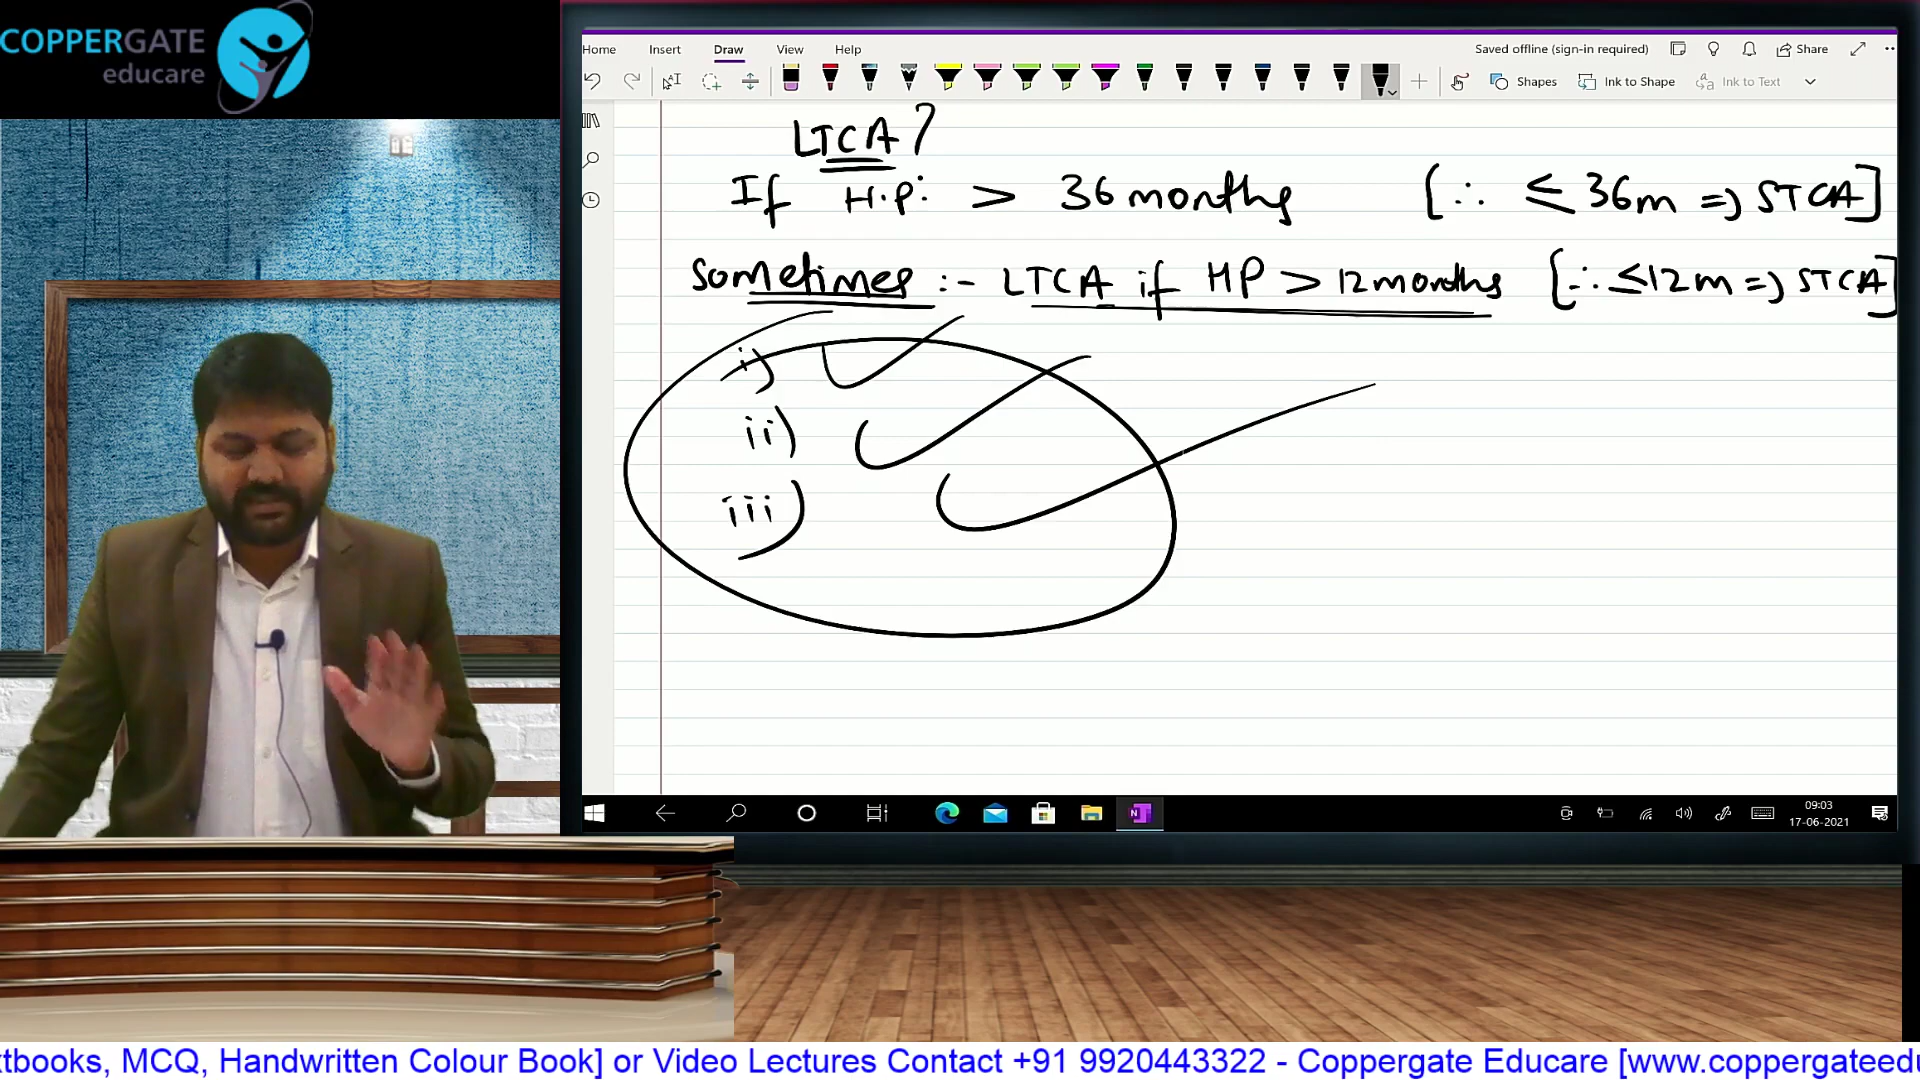 COPPERGATE
educare
Home Insert Draw View Help Saved offline (sign-in required) Share
Shapes Ink to Shape Ink to Text
LTCA?
If H.P. > 36 months [∴ ≤ 36m => STCA]
Sometimes :- LTCA if HP > 12 months [∴ ≤ 12m => STCA]
i)
ii)
iii)
09:03
17-06-2021
xtbooks, MCQ, Handwritten Colour Book] or Video Lectures Contact +91 9920443322 - Coppergate Educare [www.coppergateedu